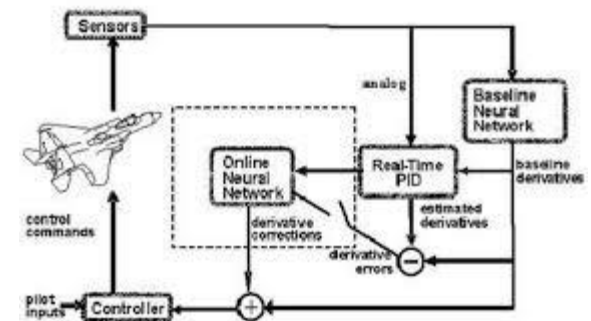 Sensors
analog
Baseline
Neural
Network
Online
Neural
Network
Real-Time
PID
baseline
derivatives
control
commands
derivative
corrections
estimated
derivatives
derivative
errors
−
pilot
inputs
Controller
+